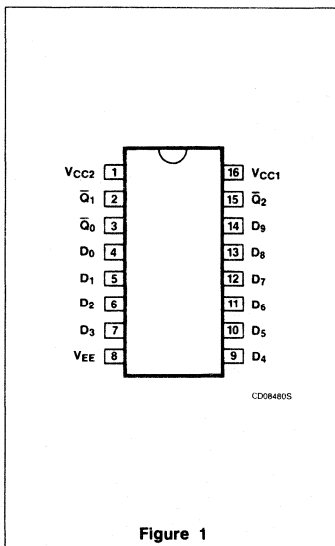 VCC2 1 16 VCC1
Q̅1 2 15 Q̅2
Q̅0 3 14 D9
D0 4 13 D8
D1 5 12 D7
D2 6 11 D6
D3 7 10 D5
VEE 8 9 D4
CD08480S
Figure 1